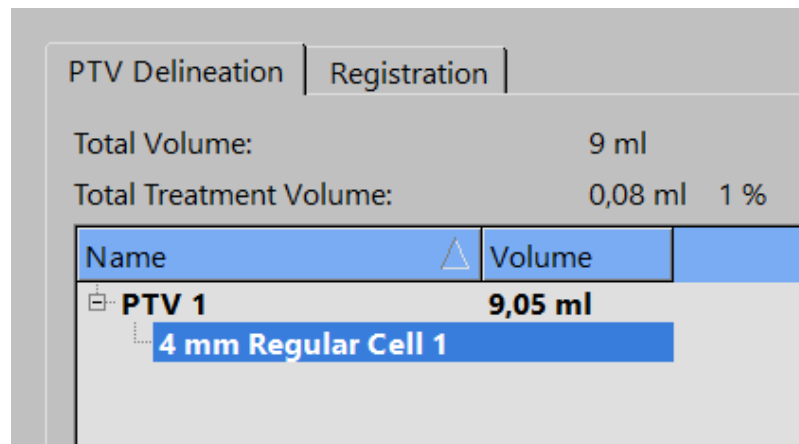 PTV Delineation Registration
Total Volume: 9 ml
Total Treatment Volume: 0,08 ml 1 %
Name Volume
PTV 1 9,05 ml
4 mm Regular Cell 1